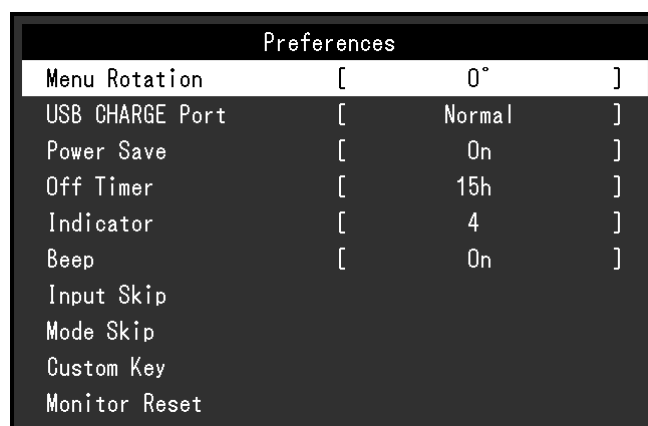 Preferences
Menu Rotation [ 0° ]
USB CHARGE Port [ Normal ]
Power Save [ On ]
Off Timer [ 15h ]
Indicator [ 4 ]
Beep [ On ]
Input Skip
Mode Skip
Custom Key
Monitor Reset